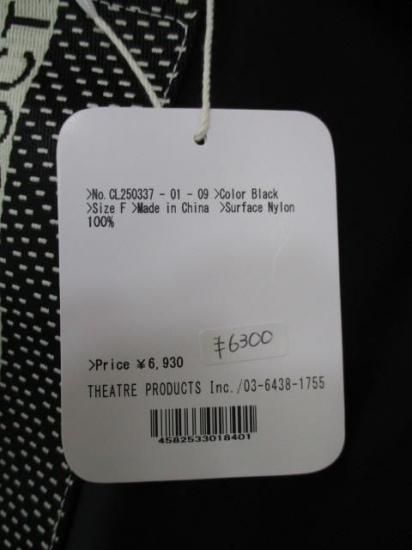 OCT
>No.CL250337 - 01 - 09 >Color Black
>Size F >Made in China >Surface Nylon
100%
¥6300
>Price ¥6,930
THEATRE PRODUCTS Inc./03-6438-1755
4582533018401